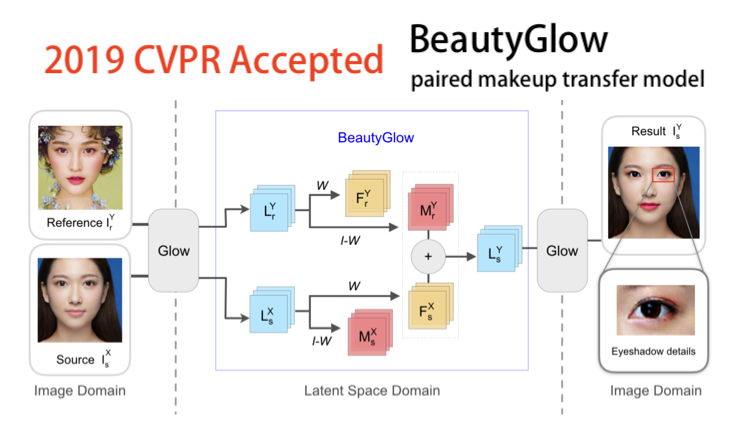 2019 CVPR Accepted
BeautyGlow
paired makeup transfer model
BeautyGlow
Reference I_r^Y
Glow
Source I_s^X
L_r^Y
W
F_r^Y
I-W
M_r^Y
+
L_s^X
W
F_s^X
I-W
M_s^X
L_s^Y
Glow
Result I_s^Y
Eyeshadow details
Image Domain
Latent Space Domain
Image Domain